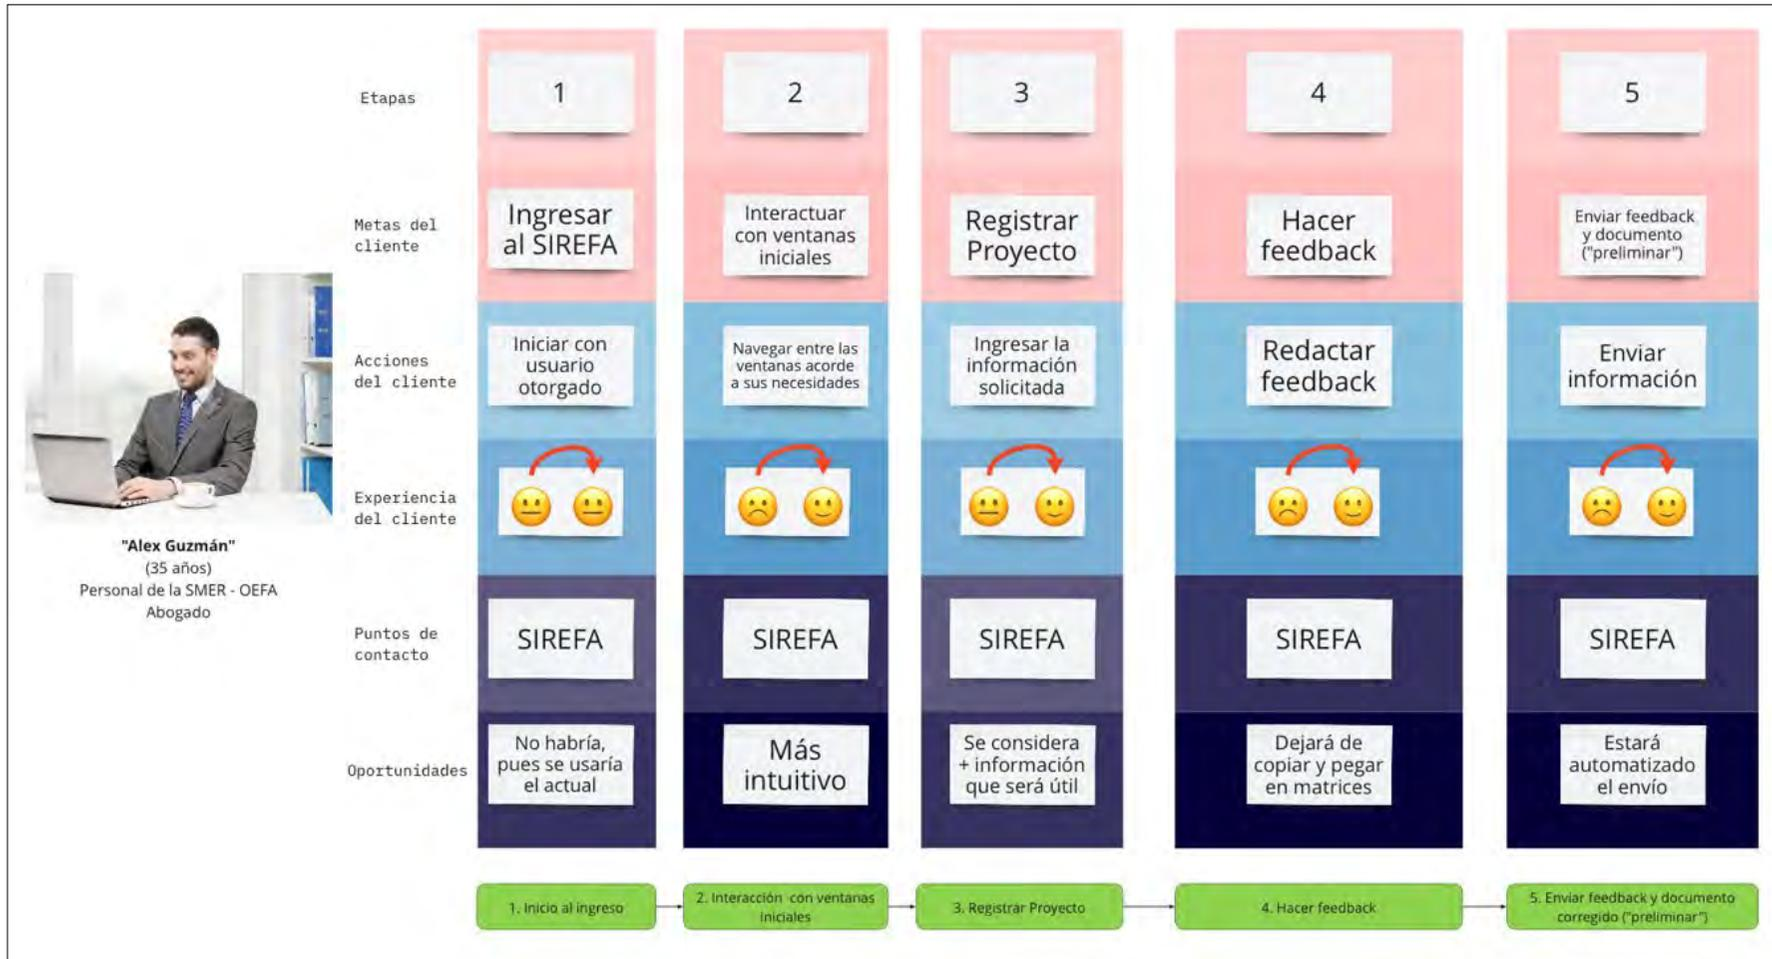 Etapas
1
2
3
4
5
Metas del
cliente
Ingresar
al SIREFA
Interactuar
con ventanas
iniciales
Registrar
Proyecto
Hacer
feedback
Enviar feedback
y documento
("preliminar")
Acciones
del cliente
Iniciar con
usuario
otorgado
Navegar entre las
ventanas acorde
a sus necesidades
Ingresar la
información
solicitada
Redactar
feedback
Enviar
información
Experiencia
del cliente
"Alex Guzmán"
(35 años)
Personal de la SMER - OEFA
Abogado
Puntos de
contacto
SIREFA
SIREFA
SIREFA
SIREFA
SIREFA
Oportunidades
No habría,
pues se usaría
el actual
Más
intuitivo
Se considera
+ información
que será útil
Dejará de
copiar y pegar
en matrices
Estará
automatizado
el envío
1. Inicio al ingreso
2. Interacción con ventanas
iniciales
3. Registrar Proyecto
4. Hacer feedback
5. Enviar feedback y documento
corregido ("preliminar")